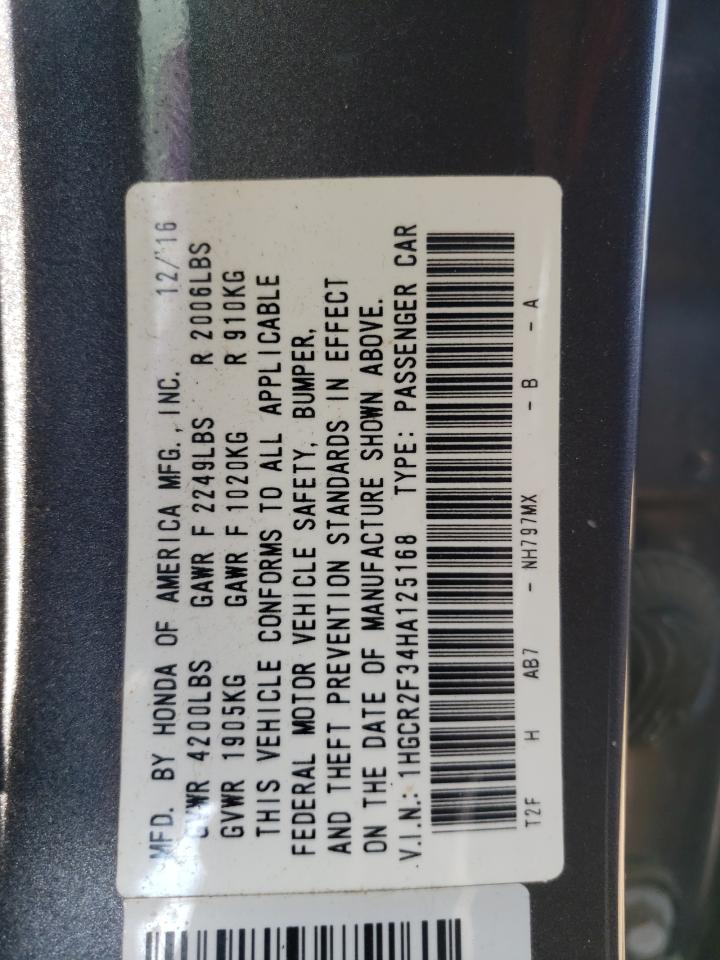 MFD. BY HONDA OF AMERICA MFG., INC. 12/'16
GVWR 4200LBS GAWR F 2249LBS R 2006LBS
GVWR 1905KG GAWR F 1020KG R 910KG
THIS VEHICLE CONFORMS TO ALL APPLICABLE
FEDERAL MOTOR VEHICLE SAFETY, BUMPER,
AND THEFT PREVENTION STANDARDS IN EFFECT
ON THE DATE OF MANUFACTURE SHOWN ABOVE.
V.I.N.: 1HGCR2F34HA125168 TYPE: PASSENGER CAR
T2F H AB7 - NH797MX - B - A